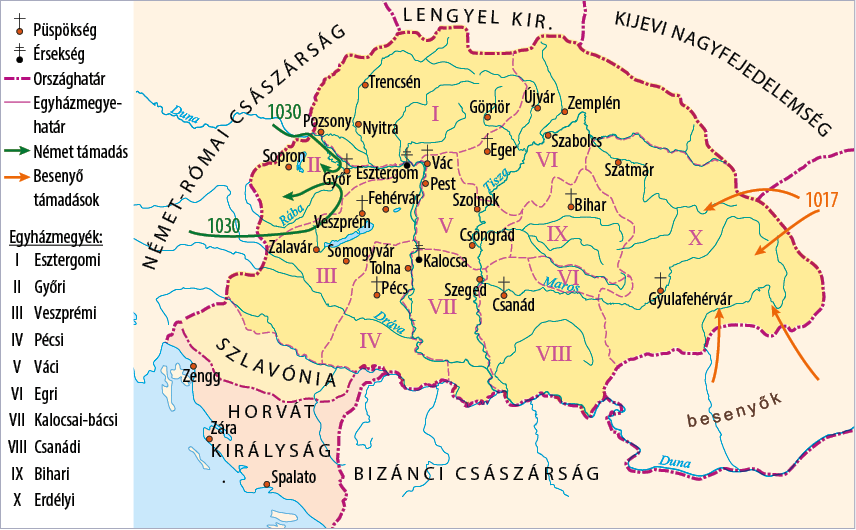 Püspökség
Érsekség
Országhatár
Egyházmegye-
határ
Német támadás
Besenyő
támadások
Egyházmegyék:
I Esztergomi
II Győri
III Veszprémi
IV Pécsi
V Váci
VI Egri
VII Kalocsai-bácsi
VIII Csanádi
IX Bihari
X Erdélyi
LENGYEL KIR.
KIJEVI NAGYFEJEDELEMSÉG
NÉMET-RÓMAI CSÁSZÁRSÁG
Duna
1030
Trencsén
I
Gömör
Újvár
Zemplén
Pozsony
Nyitra
Szabolcs
Sopron
II
Győr
Esztergom
Vác
Eger
VI
Szatmár
Pest
Tisza
Rába
Fehérvár
Veszprém
Szolnok
Bihar
1017
1030
V
IX
X
Zalavár
Somogyvár
Csongrád
III
Tolna
Kalocsa
VI
Maros
Pécs
VII
Szeged
Csanád
Gyulafehérvár
Dráva
IV
VIII
SZLAVÓNIA
Zengg
HORVÁT
KIRÁLYSÁG
Zára
Spalato
BIZÁNCI CSÁSZÁRSÁG
besenyők
Duna